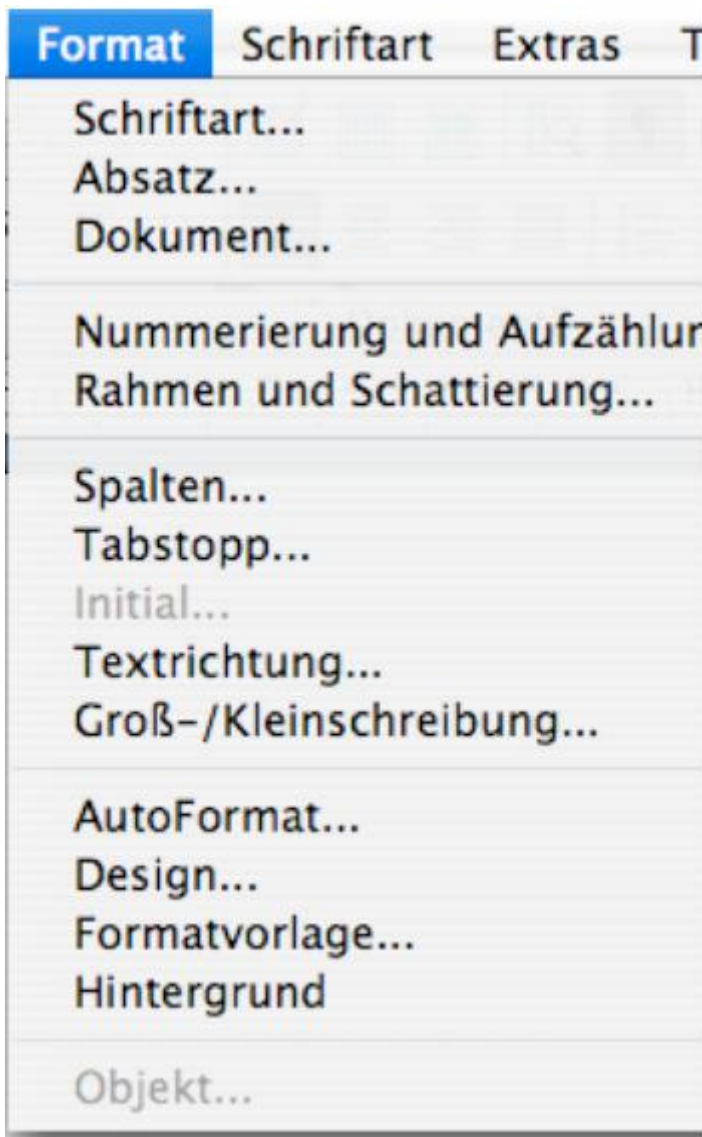 Format Schriftart Extras
Schriftart...
Absatz...
Dokument...
Nummerierung und
Rahmen und Schattierung...
Spalten...
Tabstopp...
Initial...
Textrichtung...
Groß-/Kleinschreibung...
AutoFormat...
Design...
Formatvorlage...
Hintergrund
Objekt...